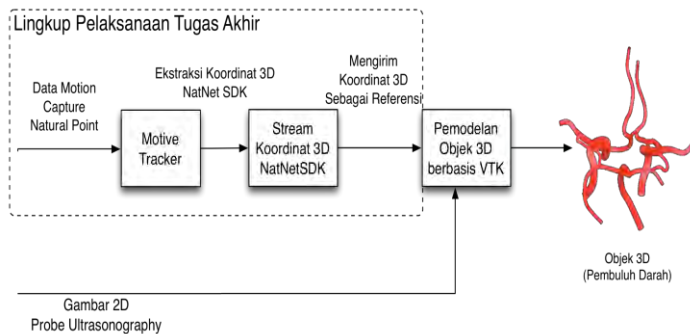 Lingkup Pelaksanaan Tugas Akhir
Data Motion
Capture
Natural Point
Motive
Tracker
Ekstraksi Koordinat 3D
NatNet SDK
Stream
Koordinat 3D
NatNetSDK
Mengirim
Koordinat 3D
Sebagai Referensi
Pemodelan
Objek 3D
berbasis VTK
Objek 3D
(Pembuluh Darah)
Gambar 2D
Probe Ultrasonography